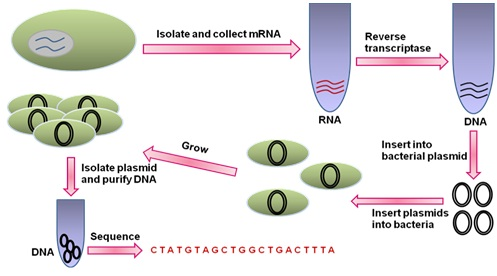 Isolate and collect mRNA
Reverse
transcriptase
RNA
DNA
Insert into
bacterial plasmid
Grow
Isolate plasmid
and purify DNA
Insert plasmids
into bacteria
DNA
Sequence
CTATGTAGCTGGCTGACTTTA